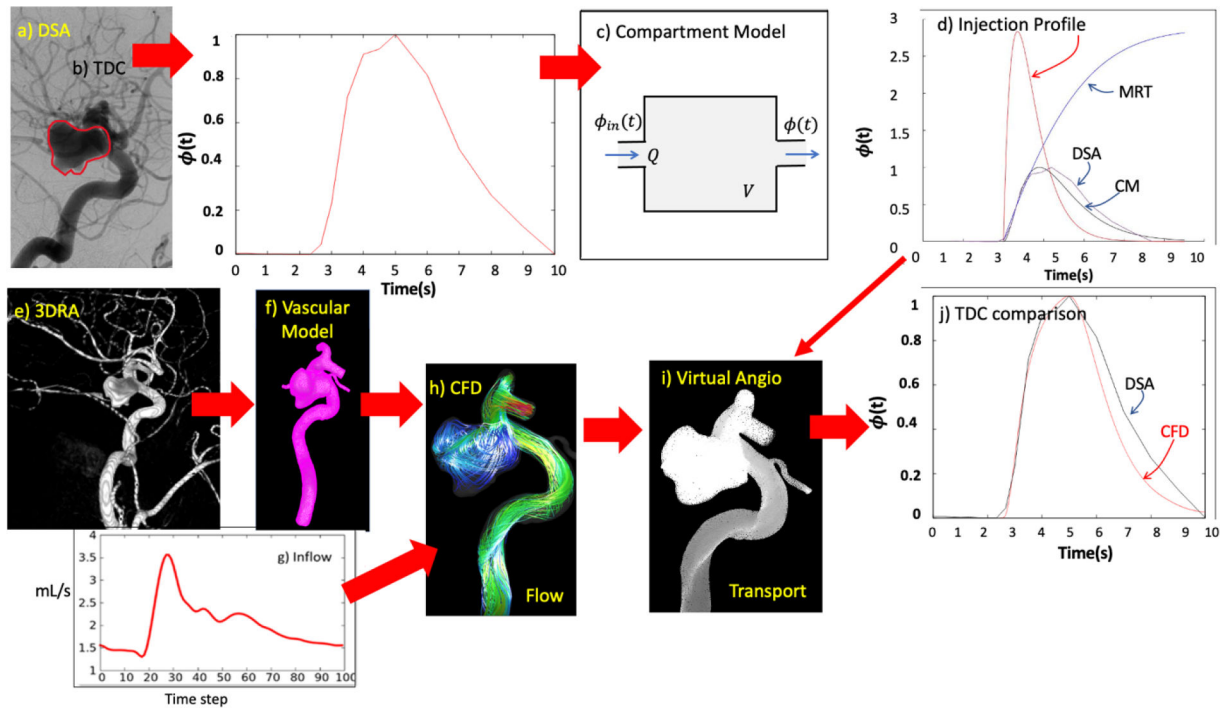 a) DSA
b) TDC
ϕ(t)
1
0.8
0.6
0.4
0.2
0
0 1 2 3 4 5 6 7 8 9 10
Time(s)
c) Compartment Model
ϕin(t)
ϕ(t)
Q
V
d) Injection Profile
ϕ(t)
3
2.5
2
1.5
1
0.5
0
MRT
DSA
CM
0 1 2 3 4 5 6 7 8 9 10
Time(s)
e) 3DRA
f) Vascular
Model
g) Inflow
mL/s
4
3.5
3
2.5
2
1.5
1
0 10 20 30 40 50 60 70 80 90 100
Time step
h) CFD
Flow
i) Virtual Angio
Transport
j) TDC comparison
ϕ(t)
1
0.8
0.6
0.4
0.2
0
DSA
CFD
0 1 2 3 4 5 6 7 8 9 10
Time(s)